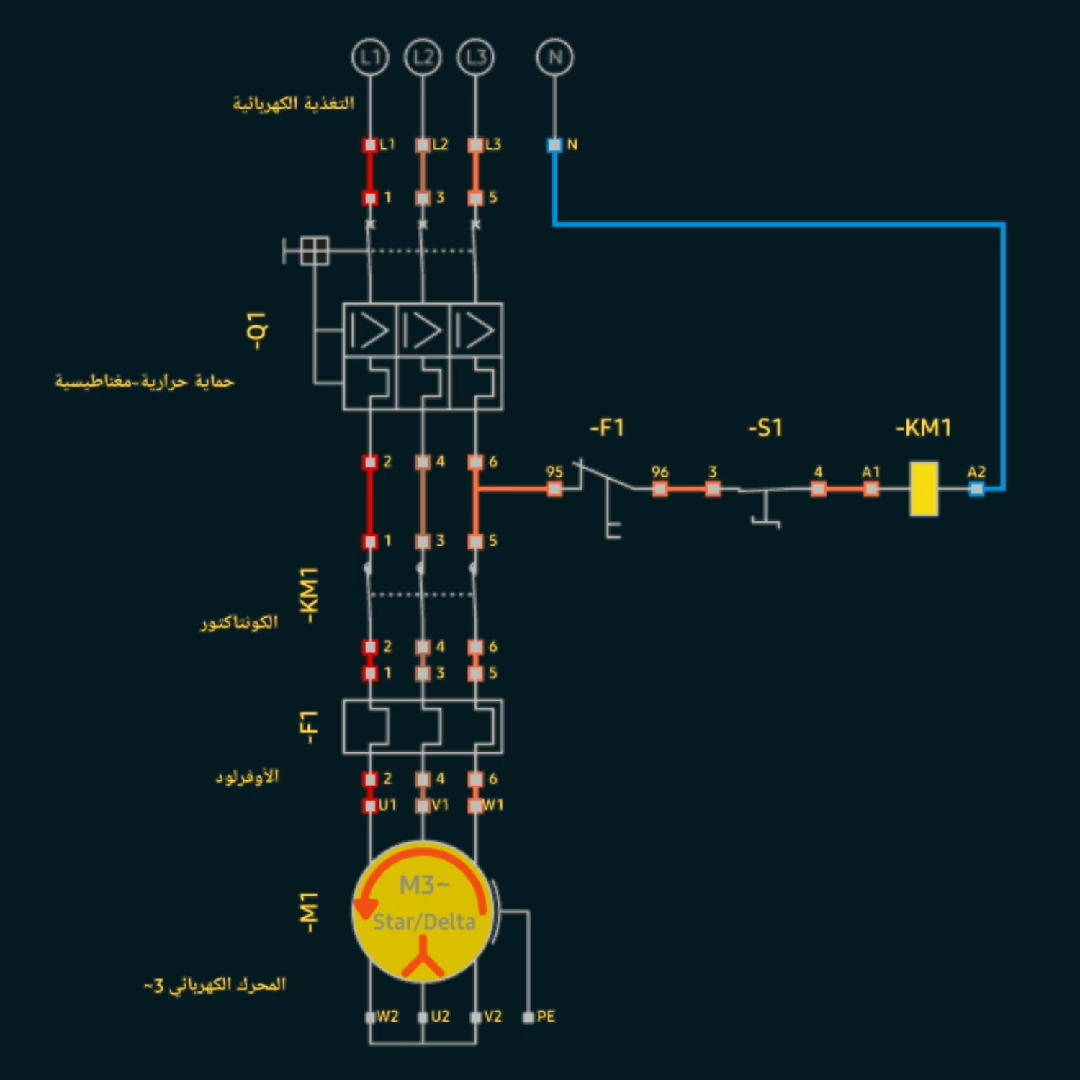 L1 L2 L3 N
التغذية الكهربائية
L1 L2 L3 N
1 3 5
-Q1
حماية حرارية-مغناطيسية
-F1 -S1 -KM1
2 4 6
95 96 3 4 A1 A2
1 3 5
-KM1
الكونتاكتور
2 4 6
1 3 5
-F1
الأوفرلود
2 4 6
U1 V1 W1
M3~
Star/Delta
-M1
المحرك الكهربائي 3~
W2 U2 V2 PE